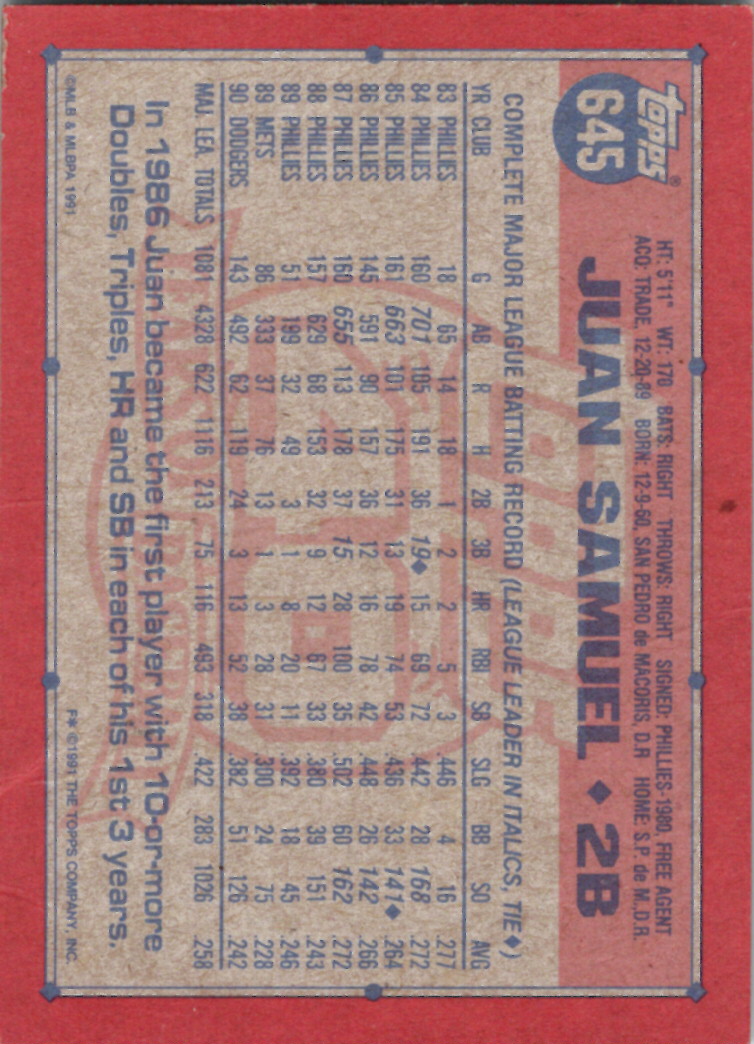 topps®
645
HT: 5'11" WT: 170 BATS: RIGHT THROWS: RIGHT SIGNED: PHILLIES-1980, FREE AGENT
ACQ: TRADE, 12-20-89 BORN: 12-9-60, SAN PEDRO de MACORIS, D.R HOME: S.P. de M., D.R.
JUAN SAMUEL ♦ 2B
COMPLETE MAJOR LEAGUE BATTING RECORD (LEAGUE LEADER IN ITALICS, TIE♦)
YR CLUB G AB R H 2B 3B HR RBI SB SLG BB SO AVG
83 PHILLIES 18 65 14 18 1 2 2 5 3 .446 4 16 .277
84 PHILLIES 160 701 105 191 36 19♦ 15 69 72 .442 28 168 .272
85 PHILLIES 161 663 101 175 31 13 19 74 53 .436 33 141♦ .264
86 PHILLIES 145 591 90 157 36 12 16 78 42 .448 26 142 .266
87 PHILLIES 160 655 113 178 37 15 28 100 35 .502 60 162 .272
88 PHILLIES 157 629 68 153 32 9 12 67 33 .380 39 151 .243
89 PHILLIES 51 199 32 49 3 1 8 20 11 .392 18 45 .246
89 METS 86 333 37 76 13 1 3 28 31 .300 24 75 .228
90 DODGERS 143 492 62 119 24 3 13 52 38 .382 51 126 .242
MAJ. LEA. TOTALS 1081 4328 622 1116 213 75 116 493 318 .422 283 1026 .258
In 1986 Juan became the first player with 10-or-more
Doubles, Triples, HR and SB in each of his 1st 3 years.
©MLB & MLBPA 1991 F* ©1991 THE TOPPS COMPANY, INC.